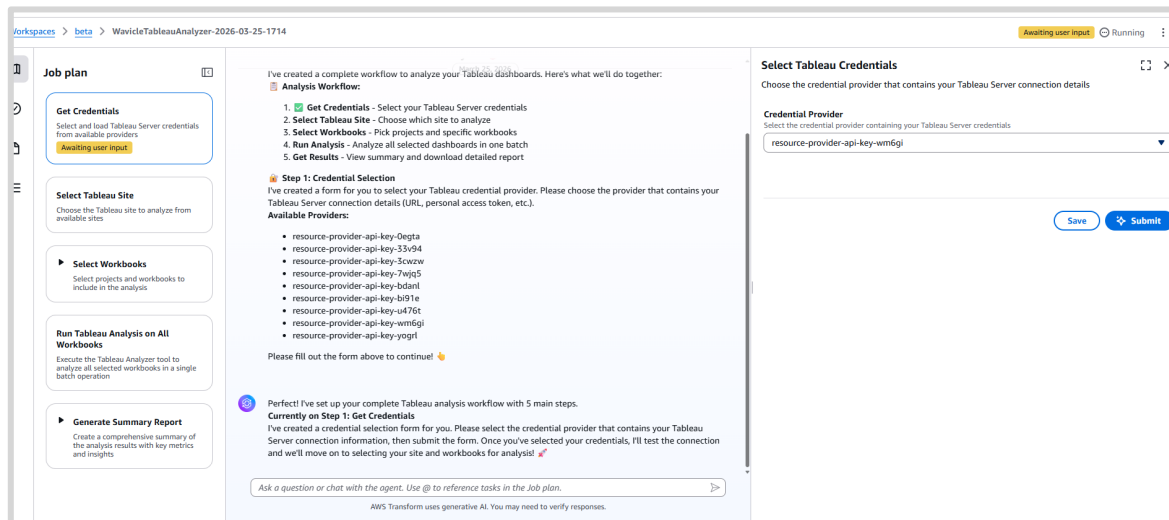 Workspaces > beta > WavicleTableauAnalyzer-2026-03-25-1714
Awaiting user input
Running
Job plan
Get Credentials
Select and load Tableau Server credentials
from available providers
Awaiting user input
Select Tableau Site
Choose the Tableau site to analyze from
available sites
Select Workbooks
Select projects and workbooks to
include in the analysis
Run Tableau Analysis on All
Workbooks
Execute the Tableau Analyzer tool to
analyze all selected workbooks in a single
batch operation
Generate Summary Report
Create a comprehensive summary of
the analysis results with key metrics
and insights
March 25, 2026
I've created a complete workflow to analyze your Tableau dashboards. Here's what we'll do together:
📋 Analysis Workflow:
1. ✅ Get Credentials - Select your Tableau Server credentials
2. Select Tableau Site - Choose which site to analyze
3. Select Workbooks - Pick projects and specific workbooks
4. Run Analysis - Analyze all selected dashboards in one batch
5. Get Results - View summary and download detailed report
🔐 Step 1: Credential Selection
I've created a form for you to select your Tableau credential provider. Please choose the provider that contains your
Tableau Server connection details (URL, personal access token, etc.).
Available Providers:
• resource-provider-api-key-0egta
• resource-provider-api-key-33v94
• resource-provider-api-key-3cwzw
• resource-provider-api-key-7wjq5
• resource-provider-api-key-bdanl
• resource-provider-api-key-bi91e
• resource-provider-api-key-u476t
• resource-provider-api-key-wm6gi
• resource-provider-api-key-yogrl
Please fill out the form above to continue! 👆
Perfect! I've set up your complete Tableau analysis workflow with 5 main steps.
Currently on Step 1: Get Credentials
I've created a credential selection form for you. Please select the credential provider that contains your Tableau
Server connection information, then submit the form. Once you've selected your credentials, I'll test the connection
and we'll move on to selecting your site and workbooks for analysis! 🚀
Ask a question or chat with the agent. Use @ to reference tasks in the Job plan.
AWS Transform uses generative AI. You may need to verify responses.
Select Tableau Credentials
Choose the credential provider that contains your Tableau Server connection details
Credential Provider
Select the credential provider containing your Tableau Server credentials
resource-provider-api-key-wm6gi
Save
Submit